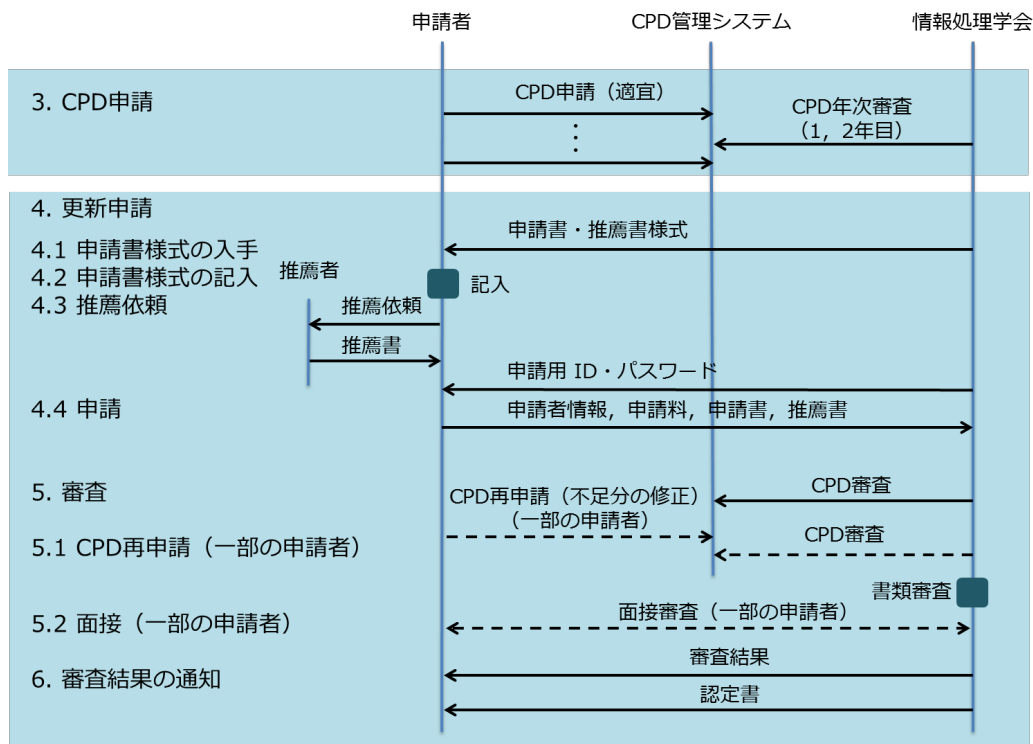 申請者
CPD管理システム
情報処理学会
3. CPD申請
CPD申請（適宜）
CPD年次審査
（1，2年目）
4. 更新申請
4.1 申請書様式の入手
申請書・推薦書様式
4.2 申請書様式の記入
推薦者
記入
4.3 推薦依頼
推薦依頼
推薦書
申請用 ID・パスワード
4.4 申請
申請者情報，申請料，申請書，推薦書
5. 審査
CPD再申請（不足分の修正）
（一部の申請者）
CPD審査
5.1 CPD再申請（一部の申請者）
CPD審査
書類審査
5.2 面接（一部の申請者）
面接審査（一部の申請者）
6. 審査結果の通知
審査結果
認定書